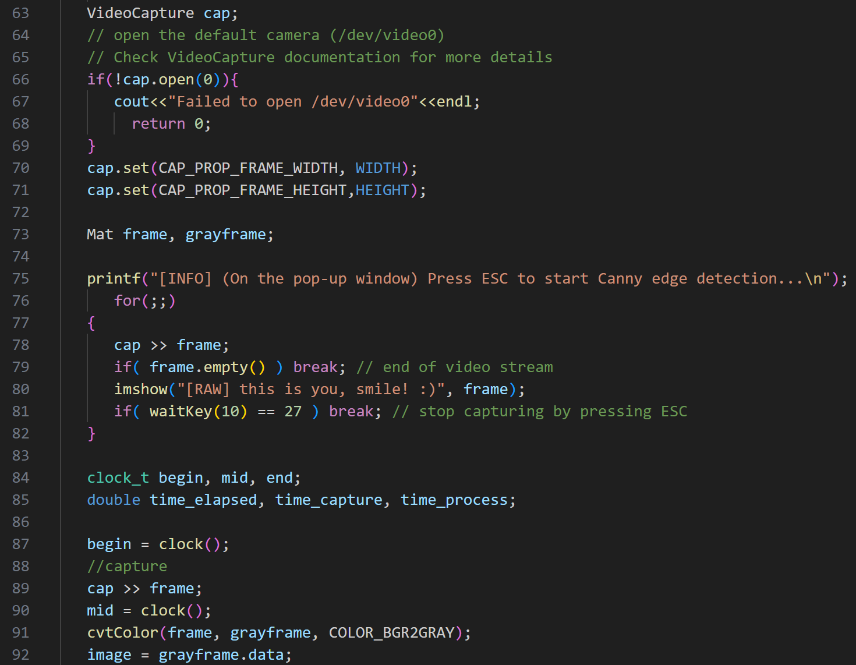 63 VideoCapture cap;
64 // open the default camera (/dev/video0)
65 // Check VideoCapture documentation for more details
66 if(!cap.open(0)){
67 cout<<"Failed to open /dev/video0"<<endl;
68 return 0;
69 }
70 cap.set(CAP_PROP_FRAME_WIDTH, WIDTH);
71 cap.set(CAP_PROP_FRAME_HEIGHT,HEIGHT);
72
73 Mat frame, grayframe;
74
75 printf("[INFO] (On the pop-up window) Press ESC to start Canny edge detection...\n");
76 for(;;)
77 {
78 cap >> frame;
79 if( frame.empty() ) break; // end of video stream
80 imshow("[RAW] this is you, smile! :)", frame);
81 if( waitKey(10) == 27 ) break; // stop capturing by pressing ESC
82 }
83
84 clock_t begin, mid, end;
85 double time_elapsed, time_capture, time_process;
86
87 begin = clock();
88 //capture
89 cap >> frame;
90 mid = clock();
91 cvtColor(frame, grayframe, COLOR_BGR2GRAY);
92 image = grayframe.data;